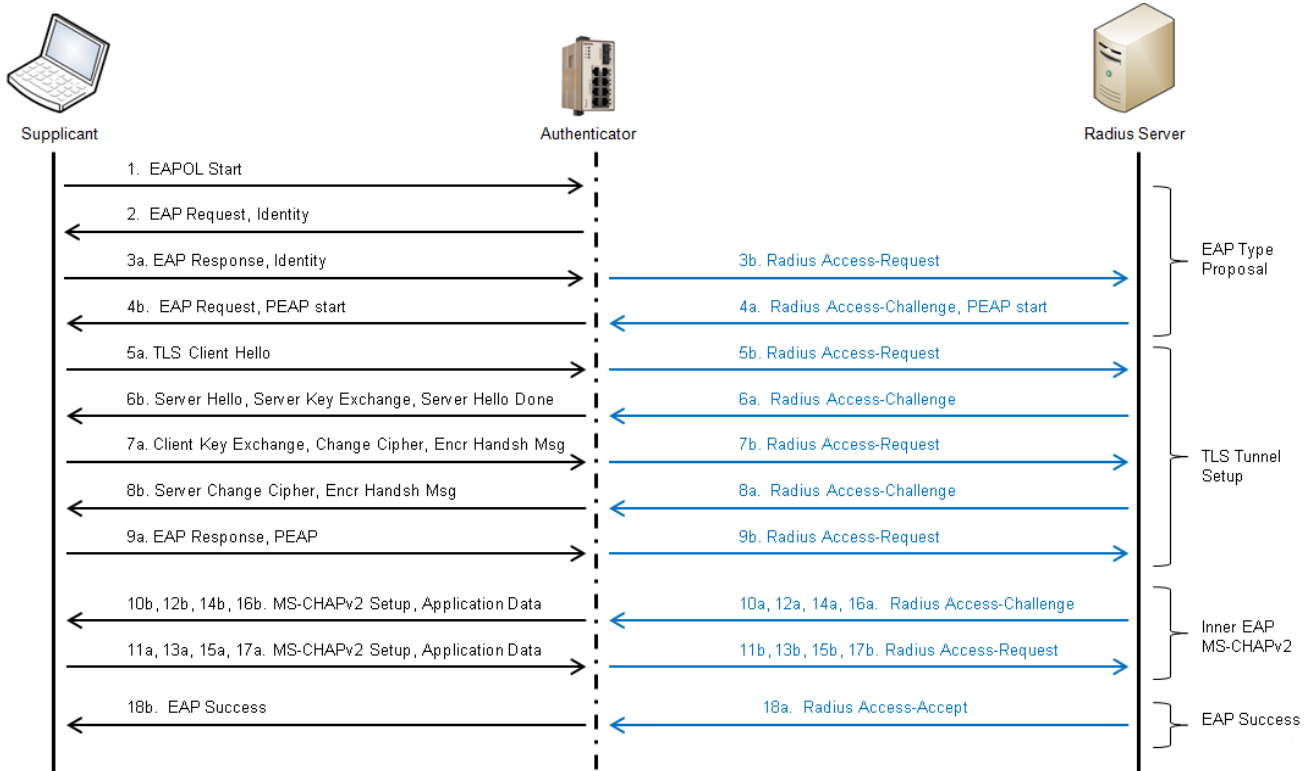 Supplicant
Authenticator
Radius Server
1. EAPOL Start
2. EAP Request, Identity
3a. EAP Response, Identity
3b. Radius Access-Request
4b. EAP Request, PEAP start
4a. Radius Access-Challenge, PEAP start
EAP Type
Proposal
5a. TLS Client Hello
5b. Radius Access-Request
6b. Server Hello, Server Key Exchange, Server Hello Done
6a. Radius Access-Challenge
7a. Client Key Exchange, Change Cipher, Encr Handsh Msg
7b. Radius Access-Request
8b. Server Change Cipher, Encr Handsh Msg
8a. Radius Access-Challenge
9a. EAP Response, PEAP
9b. Radius Access-Request
TLS Tunnel
Setup
10b, 12b, 14b, 16b. MS-CHAPv2 Setup, Application Data
10a, 12a, 14a, 16a. Radius Access-Challenge
11a, 13a, 15a, 17a. MS-CHAPv2 Setup, Application Data
11b, 13b, 15b, 17b. Radius Access-Request
Inner EAP
MS-CHAPv2
18b. EAP Success
18a. Radius Access-Accept
EAP Success